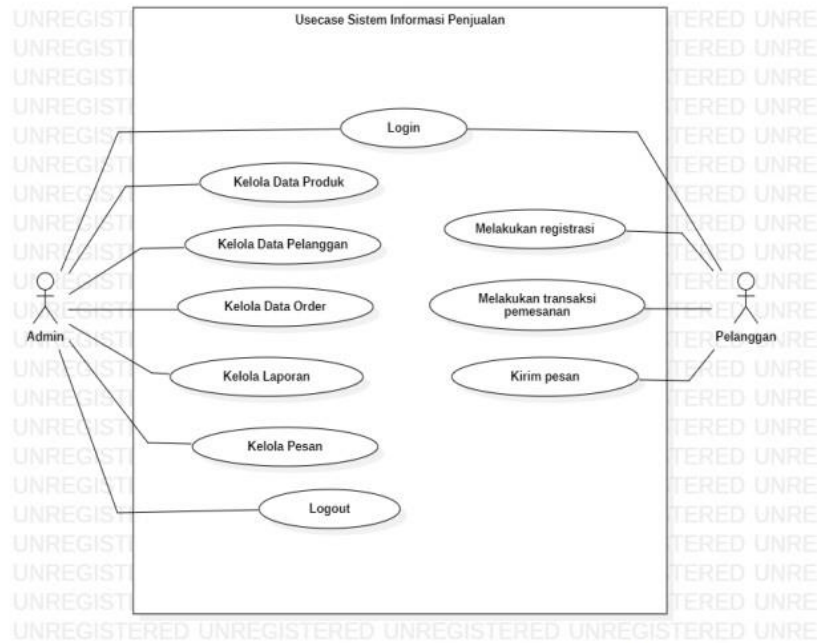 Usecase Sistem Informasi Penjualan
Login
Kelola Data Produk
Melakukan registrasi
Kelola Data Pelanggan
Melakukan transaksi
pemesanan
Kelola Data Order
Admin
Pelanggan
Kelola Laporan
Kirim pesan
Kelola Pesan
Logout
UNREGISTERED UNREGISTERED UNREGISTERED UNREGISTERED UNRE